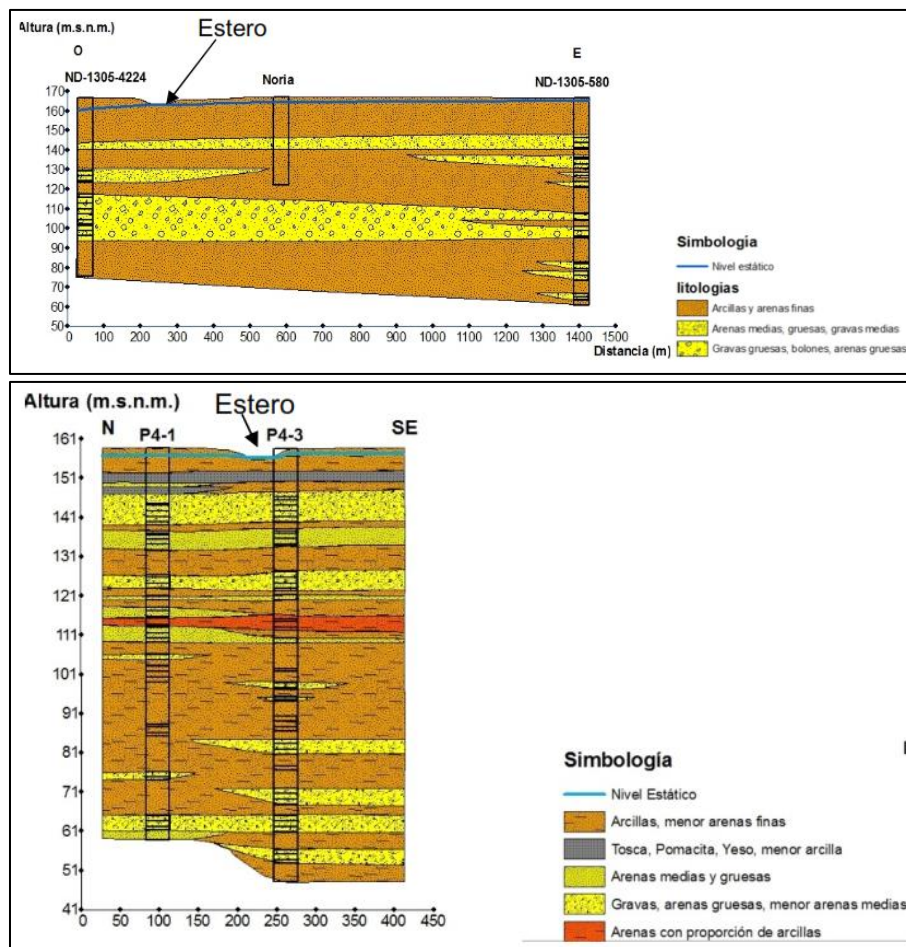 Altura (m.s.n.m.)
Estero
O
E
ND-1305-4224
Noria
ND-1305-580
170
160
150
140
130
120
110
100
90
80
70
60
50
0
100
200
300
400
500
600
700
800
900
1000
1100
1200
1300
1400
1500
Distancia (m)
Simbología
Nivel estático
litologias
Arcillas y arenas finas
Arenas medias, gruesas, gravas medias
Gravas gruesas, bolones, arenas gruesas
Altura (m.s.n.m.)
Estero
N
P4-1
P4-3
SE
161
151
141
131
121
111
101
91
81
71
61
51
41
0
50
100
150
200
250
300
350
400
450
Simbología
Nivel Estático
Arcillas, menor arenas finas
Tosca, Pomacita, Yeso, menor arcilla
Arenas medias y gruesas
Gravas, arenas gruesas, menor arenas medias
Arenas con proporción de arcillas